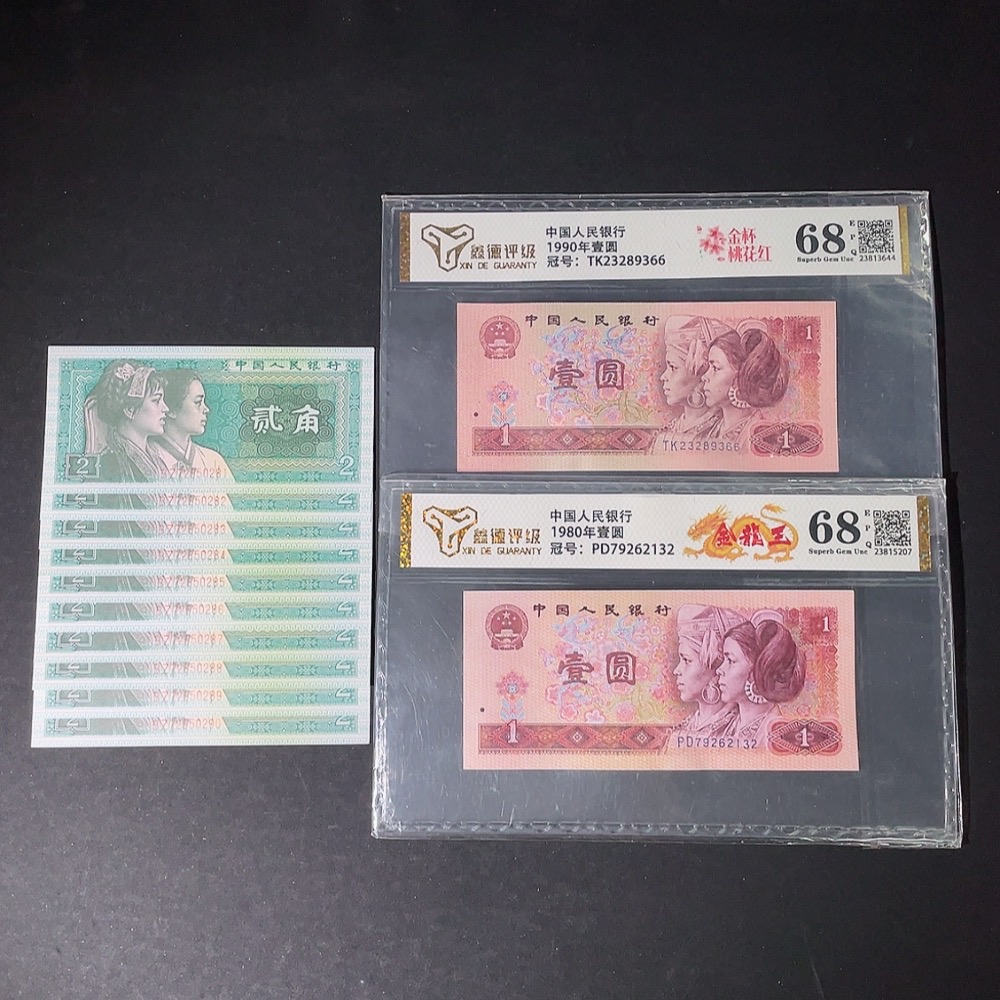 中国人民银行
贰角
2
2
鑫德评级
XIN DE GUARANTY
中国人民银行
1990年壹圆
冠号：TK23289366
金杯
桃花红
68
EPQ
Superb Gem Unc
23813644
中国人民银行
1
壹圆
1
TK23289366
1
鑫德评级
XIN DE GUARANTY
中国人民银行
1980年壹圆
冠号：PD79262132
金龍王
68
EPQ
Superb Gem Unc
23815207
中国人民银行
1
壹圆
1
PD79262132
1